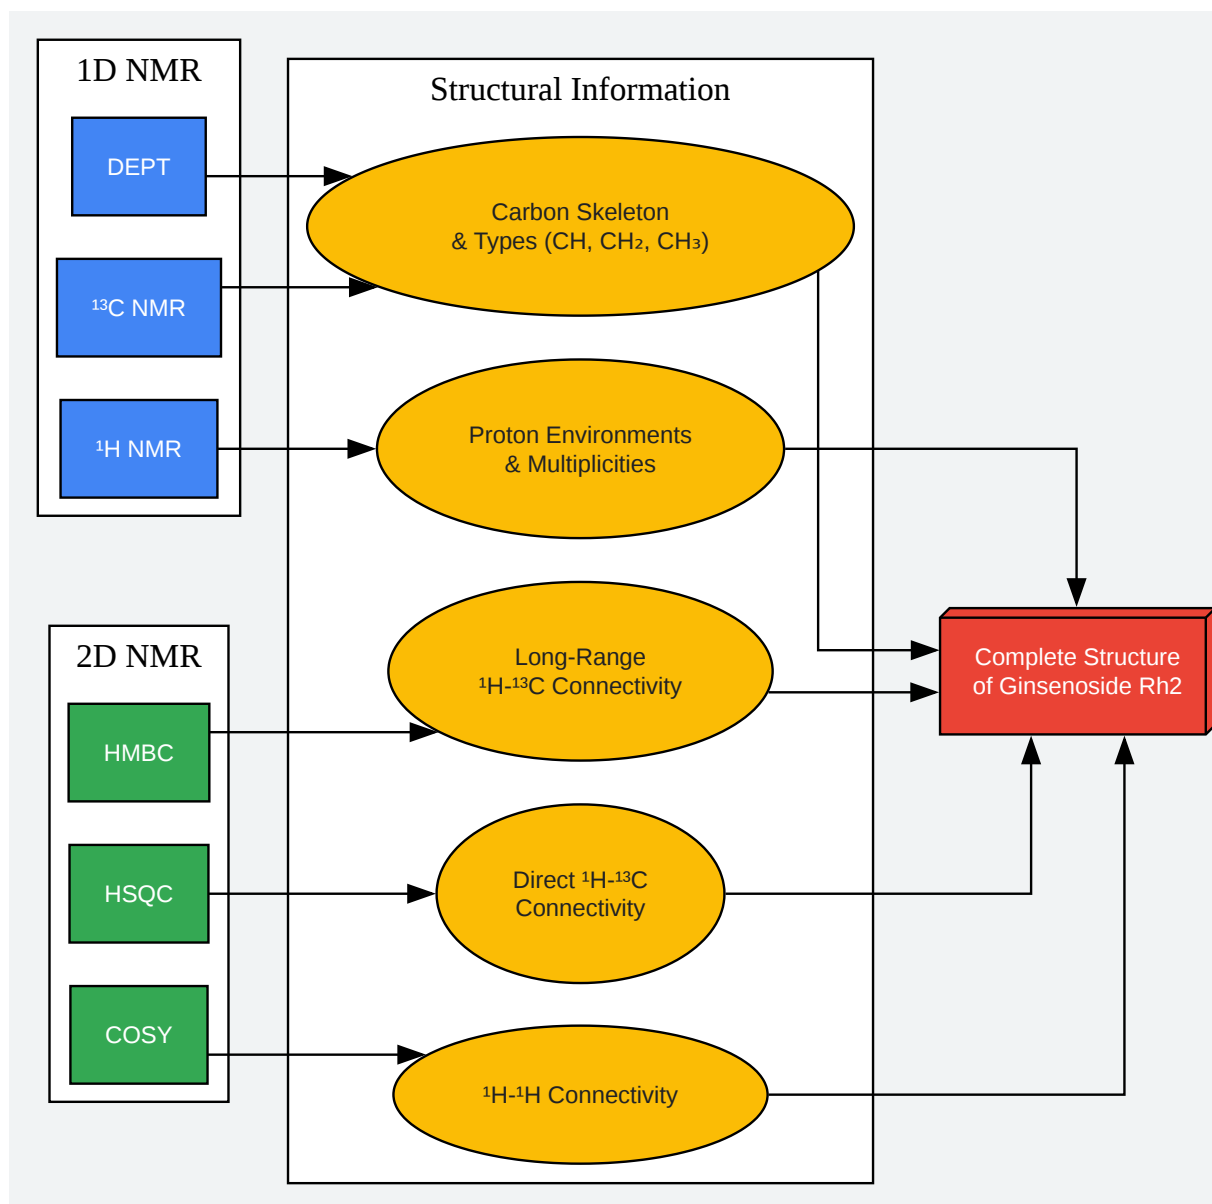 1D NMR
DEPT
¹³C NMR
¹H NMR
2D NMR
HMBC
HSQC
COSY
Structural Information
Carbon Skeleton
& Types (CH, CH₂, CH₃)
Proton Environments
& Multiplicities
Long-Range
¹H-¹³C Connectivity
Direct ¹H-¹³C
Connectivity
¹H-¹H Connectivity
Complete Structure
of Ginsenoside Rh2